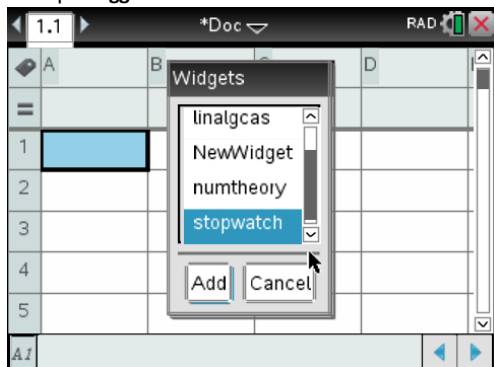 1.1 *Doc RAD
A B D
Widgets
=
linalgcas
1
NewWidget
2
numtheory
3
stopwatch
4
Add Cancel
5
A1